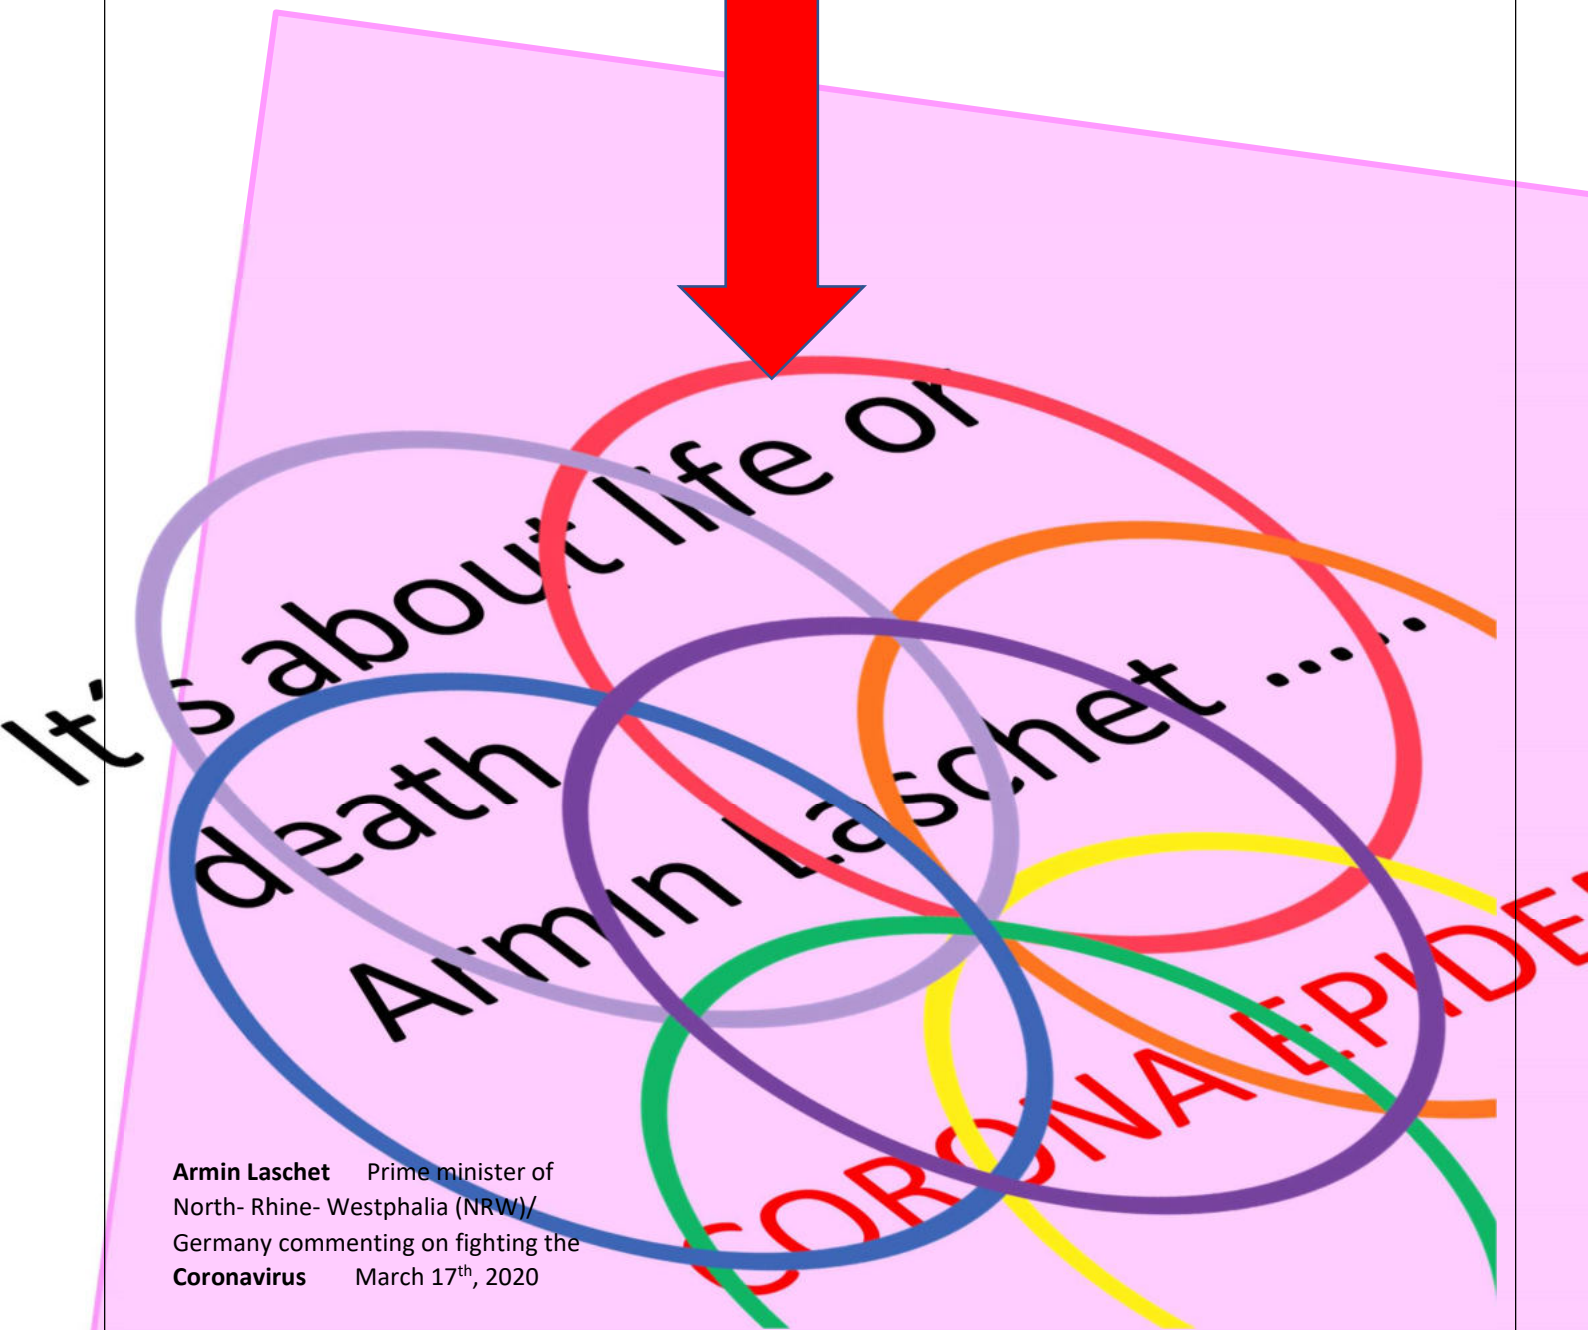 It´s about life or
death
Armin Laschet .....
CORONA EPIDE
Armin Laschet Prime minister of
North- Rhine- Westphalia (NRW)/
Germany commenting on fighting the
Coronavirus March 17th, 2020